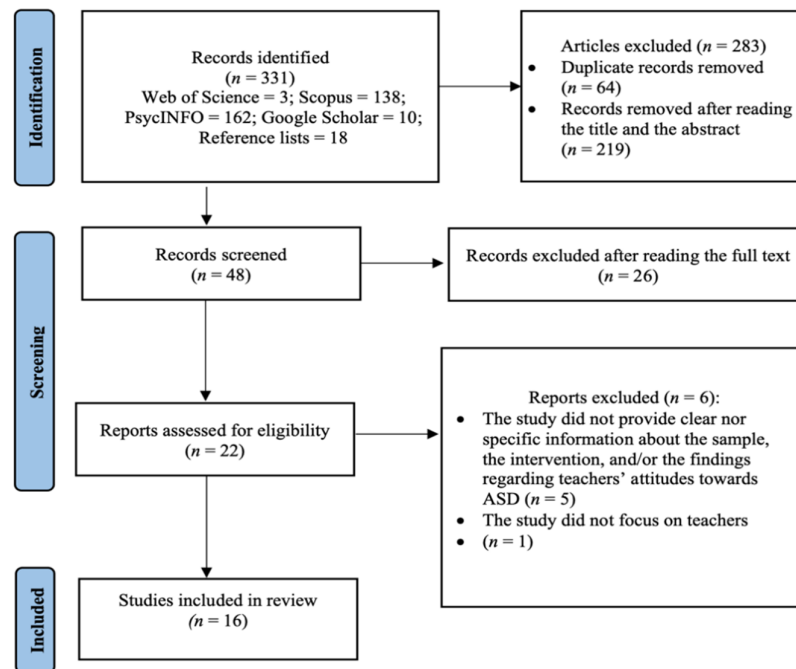 Identification
Records identified
(n = 331)
Web of Science = 3; Scopus = 138;
PsycINFO = 162; Google Scholar = 10;
Reference lists = 18
Articles excluded (n = 283)
• Duplicate records removed
(n = 64)
• Records removed after reading
the title and the abstract
(n = 219)
Screening
Records screened
(n = 48)
Records excluded after reading the full text
(n = 26)
Reports assessed for eligibility
(n = 22)
Reports excluded (n = 6):
• The study did not provide clear nor
specific information about the sample,
the intervention, and/or the findings
regarding teachers’ attitudes towards
ASD (n = 5)
• The study did not focus on teachers
• (n = 1)
Included
Studies included in review
(n = 16)